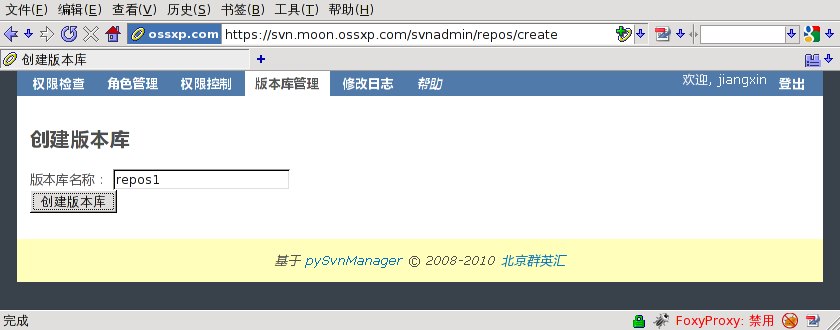 文件(F) 编辑(E) 查看(V) 历史(S) 书签(B) 工具(T) 帮助(H)
ossxp.com https://svn.moon.ossxp.com/svnadmin/repos/create
创建版本库
权限检查 角色管理 权限控制 版本库管理 修改日志 帮助 欢迎, jiangxin 登出
创建版本库
版本库名称： repos1
创建版本库
基于 pySvnManager © 2008-2010 北京群英汇
完成 FoxyProxy: 禁用